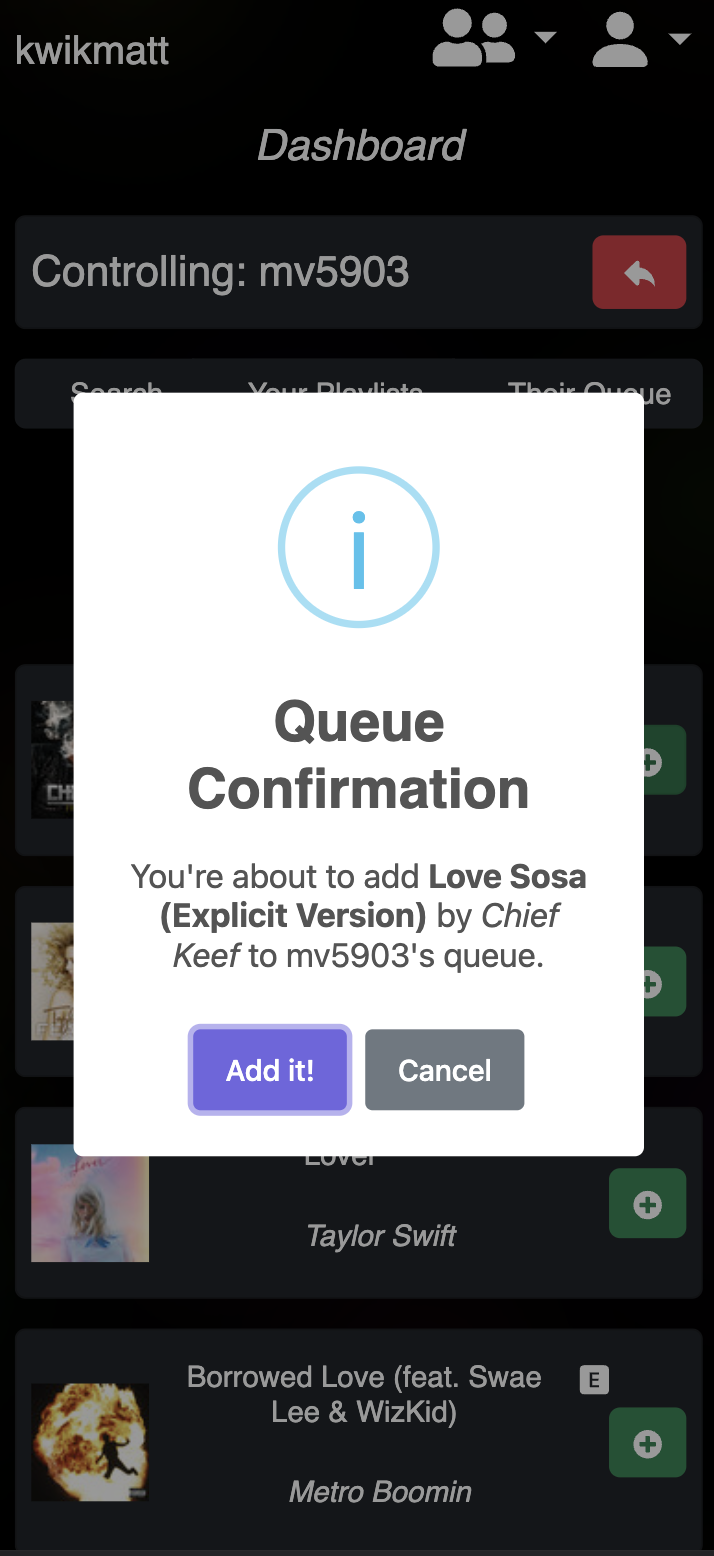 kwikmatt
Dashboard
Controlling: mv5903
Search Your Playlists Their Queue
i
Queue
Confirmation
You're about to add Love Sosa
(Explicit Version) by Chief
Keef to mv5903's queue.
Add it! Cancel
Lover
Taylor Swift
Borrowed Love (feat. Swae E
Lee & WizKid)
Metro Boomin